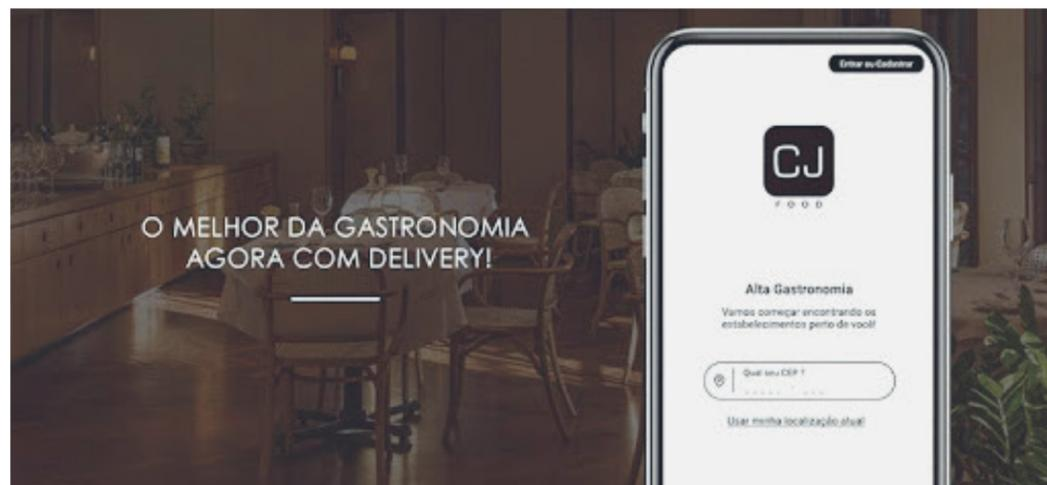 O MELHOR DA GASTRONOMIA
AGORA COM DELIVERY!
Entrar ou Cadastrar
CJ
FOOD
Alta Gastronomia
Vamos começar encontrando os
estabelecimentos perto de você!
Qual seu CEP ?
Usar minha localização atual